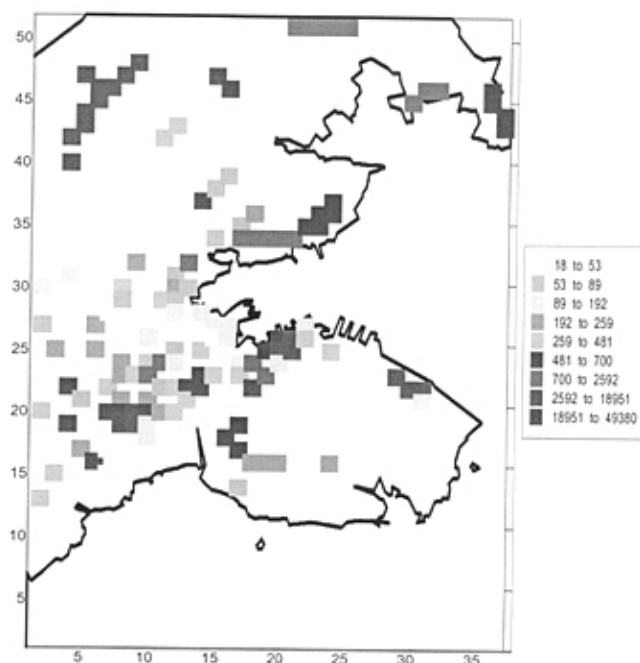 50
45
40
35
30
25
20
15
10
5
5 10 15 20 25 30 35
18 to 53
53 to 89
89 to 192
192 to 259
259 to 481
481 to 700
700 to 2592
2592 to 18951
18951 to 49380